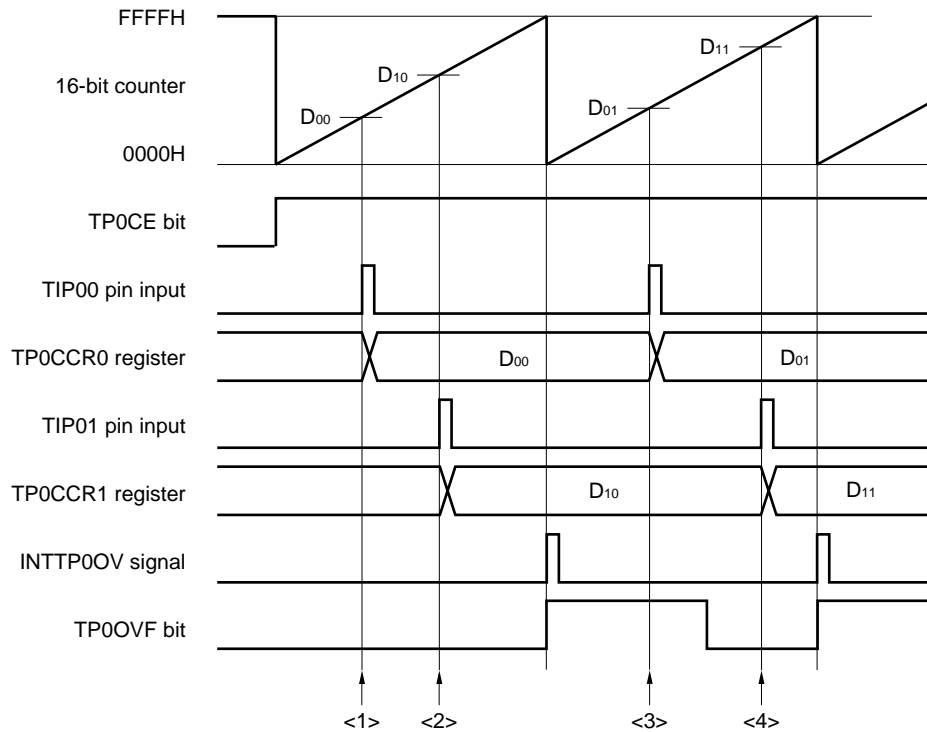 FFFFH
16-bit counter
0000H
D00
D10
D01
D11
TP0CE bit
TIP00 pin input
TP0CCR0 register
D00
D01
TIP01 pin input
TP0CCR1 register
D10
D11
INTTP0OV signal
TP0OVF bit
<1> <2> <3> <4>